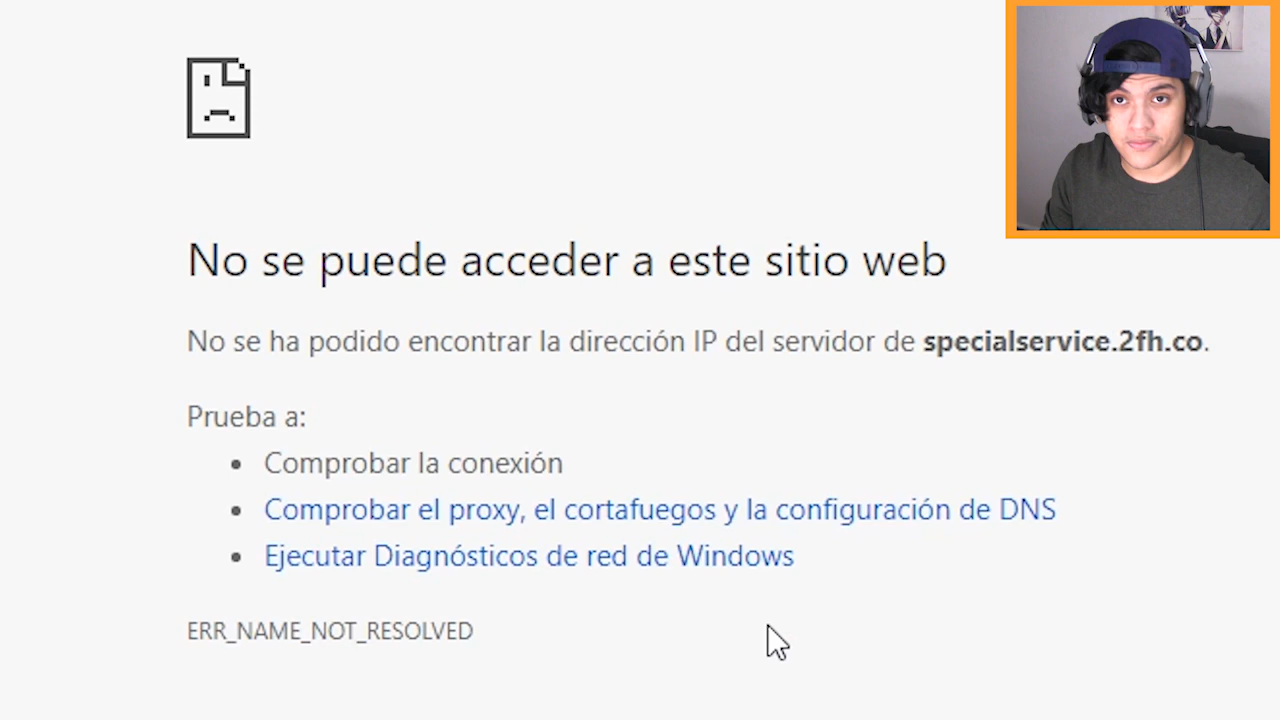 No se puede acceder a este sitio web
No se ha podido encontrar la dirección IP del servidor de specialservice.2fh.co.
Prueba a:
• Comprobar la conexión
• Comprobar el proxy, el cortafuegos y la configuración de DNS
• Ejecutar Diagnósticos de red de Windows
ERR_NAME_NOT_RESOLVED